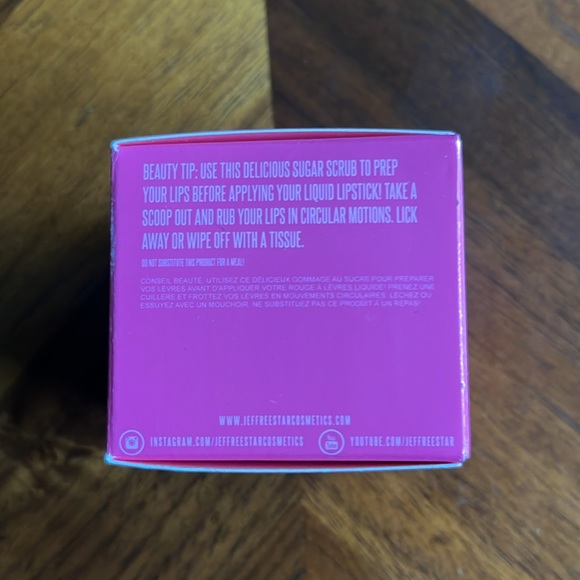 BEAUTY TIP: USE THIS DELICIOUS SUGAR SCRUB TO PREP
YOUR LIPS BEFORE APPLYING YOUR LIQUID LIPSTICK! TAKE A
SCOOP OUT AND RUB YOUR LIPS IN CIRCULAR MOTIONS. LICK
AWAY OR WIPE OFF WITH A TISSUE.
DO NOT SUBSTITUTE THIS PRODUCT FOR A MEAL!
CONSEIL BEAUTÉ, UTILISEZ CE DÉLICIEUX GOMMAGE AU SUCRE POUR PRÉPARER
VOS LÈVRES AVANT D'APPLIQUER VOTRE ROUGE À LÈVRES LIQUIDE! PRENEZ UNE
CUILLÈRE ET FROTTEZ VOS LÈVRES EN MOUVEMENTS CIRCULAIRES. LÉCHEZ OU
ESSUYEZ AVEC UN MOUCHOIR. NE SUBSTITUEZ PAS CE PRODUIT À UN REPAS!
WWW.JEFFREESTARCOSMETICS.COM
INSTAGRAM.COM/JEFFREESTARCOSMETICS You Tube YOUTUBE.COM/JEFFREESTAR